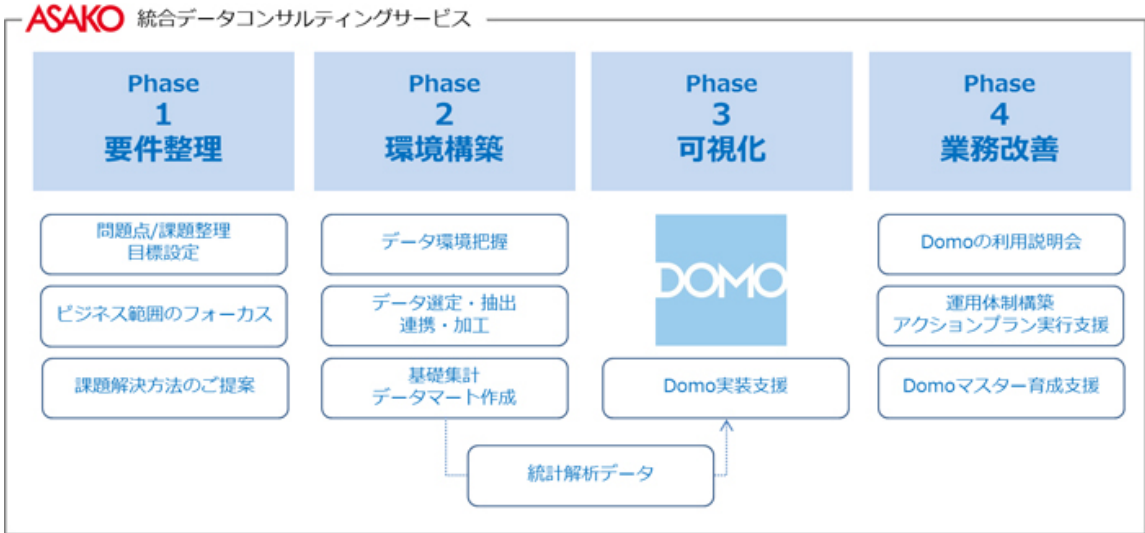 ASAKO 統合データコンサルティングサービス
Phase
1
要件整理
問題点/課題整理
目標設定
ビジネス範囲のフォーカス
課題解決方法のご提案
Phase
2
環境構築
データ環境把握
データ選定・抽出
連携・加工
基礎集計
データマート作成
統計解析データ
Phase
3
可視化
DOMO
Domo実装支援
Phase
4
業務改善
Domoの利用説明会
運用体制構築
アクションプラン実行支援
Domoマスター育成支援